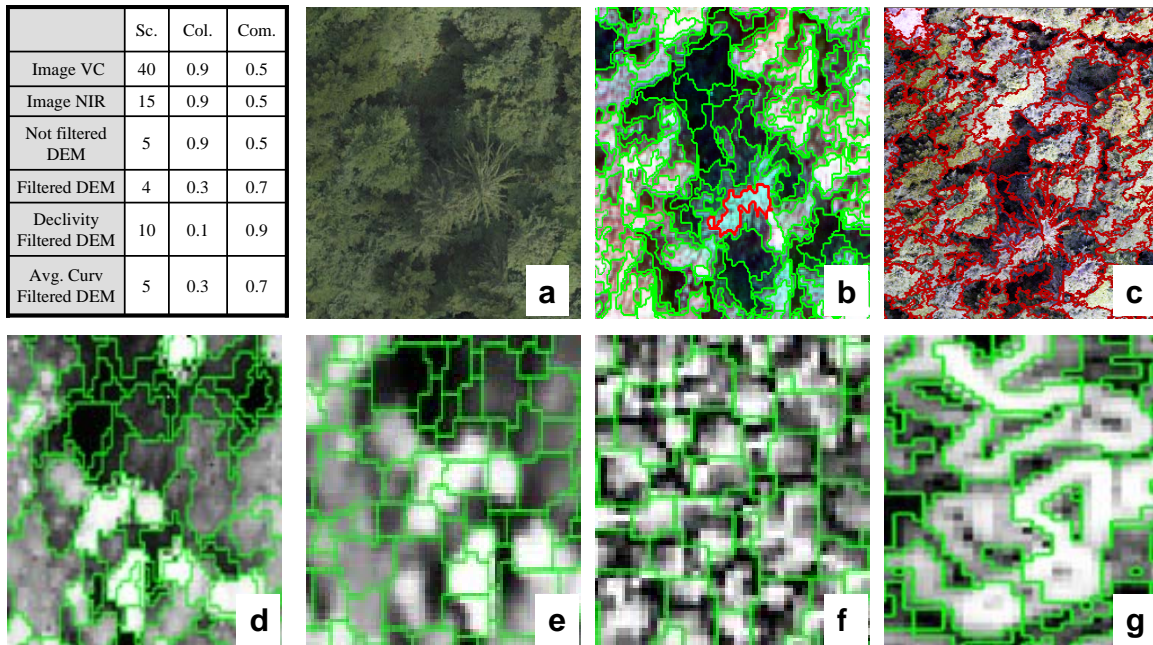 Sc. Col. Com.
Image VC 40 0.9 0.5
Image NIR 15 0.9 0.5
Not filtered
DEM 5 0.9 0.5
Filtered DEM 4 0.3 0.7
Declivity
Filtered DEM 10 0.1 0.9
Avg. Curv
Filtered DEM 5 0.3 0.7
a
b
c
d
e
f
g